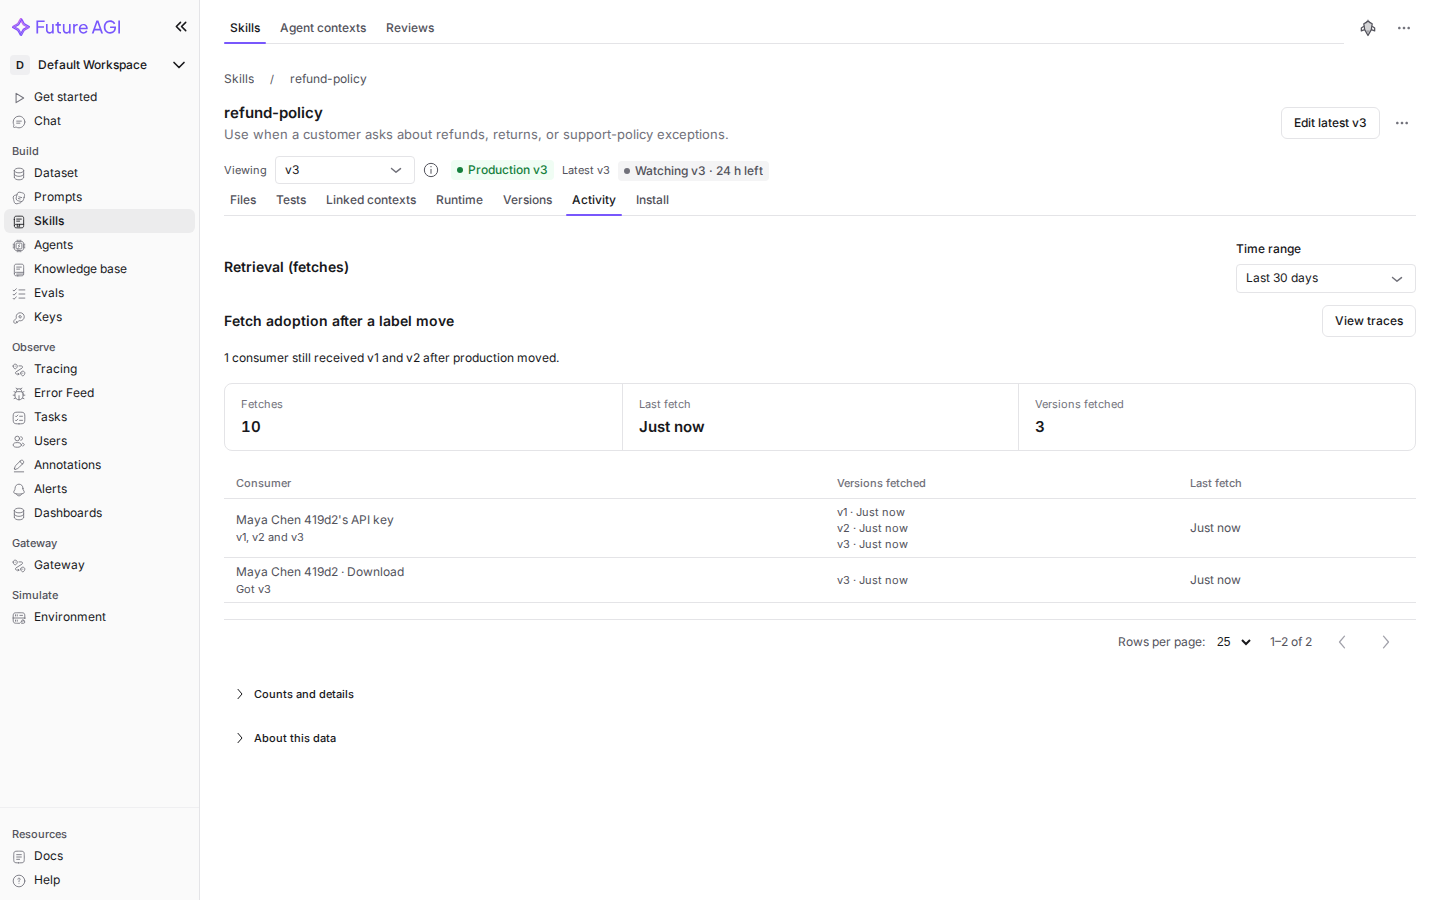 Future AGI
D Default Workspace
Get started
Chat
Build
Dataset
Prompts
Skills
Agents
Knowledge base
Evals
Keys
Observe
Tracing
Error Feed
Tasks
Users
Annotations
Alerts
Dashboards
Gateway
Gateway
Simulate
Environment
Resources
Docs
Help
Skills Agent contexts Reviews
Skills / refund-policy
refund-policy
Use when a customer asks about refunds, returns, or support-policy exceptions.
Edit latest v3
Viewing v3 Production v3 Latest v3 Watching v3 · 24 h left
Files Tests Linked contexts Runtime Versions Activity Install
Retrieval (fetches)
Time range
Last 30 days
Fetch adoption after a label move
View traces
1 consumer still received v1 and v2 after production moved.
Fetches Last fetch Versions fetched
10 Just now 3
Consumer Versions fetched Last fetch
Maya Chen 419d2's API key
v1, v2 and v3
v1 · Just now
v2 · Just now
v3 · Just now
Just now
Maya Chen 419d2 · Download
Got v3
v3 · Just now
Just now
Rows per page: 25 1–2 of 2
Counts and details
About this data